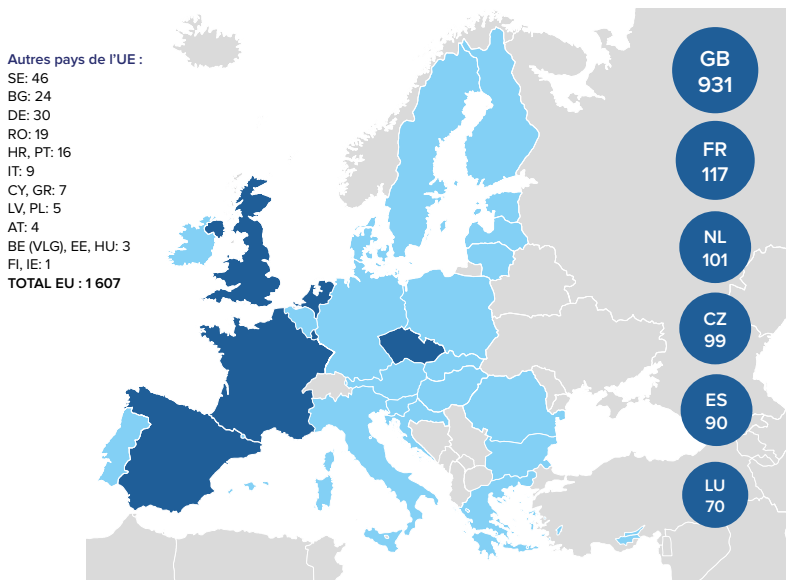 Autres pays de l'UE :
SE: 46
BG: 24
DE: 30
RO: 19
HR, PT: 16
IT: 9
CY, GR: 7
LV, PL: 5
AT: 4
BE (VLG), EE, HU: 3
FI, IE: 1
TOTAL EU : 1 607
GB
931
FR
117
NL
101
CZ
99
ES
90
LU
70